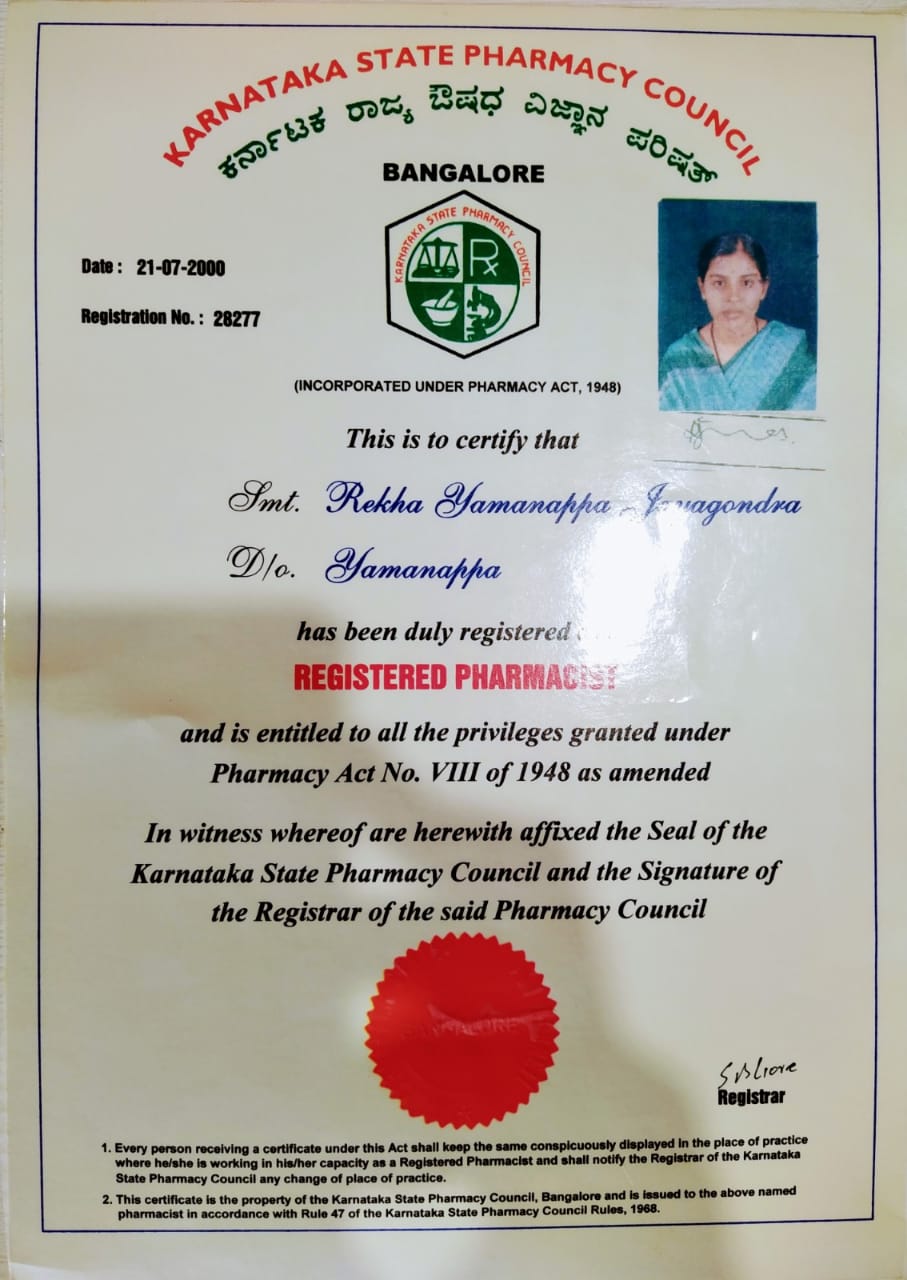 KARNATAKA STATE PHARMACY COUNCIL
ಕರ್ನಾಟಕ ರಾಜ್ಯ ಔಷಧ ವಿಜ್ಞಾನ ಪರಿಷತ್
BANGALORE
KARNATAKA STATE PHARMACY COUNCIL
Rx
Date : 21-07-2000
Registration No. : 28277
(INCORPORATED UNDER PHARMACY ACT, 1948)
This is to certify that
Smt. Rekha Yamanappa
D/o. Yamanappa
has been duly registered
REGISTERED PHARMACIST
and is entitled to all the privileges granted under
Pharmacy Act No. VIII of 1948 as amended
In witness whereof are herewith affixed the Seal of the
Karnataka State Pharmacy Council and the Signature of
the Registrar of the said Pharmacy Council
BANGALORE
Registrar
1. Every person receiving a certificate under this Act shall keep the same conspicuously displayed in the place of practice
where he/she is working in his/her capacity as a Registered Pharmacist and shall notify the Registrar of the Karnataka
State Pharmacy Council any change of place of practice.
2. This certificate is the property of the Karnataka State Pharmacy Council, Bangalore and is issued to the above named
pharmacist in accordance with Rule 47 of the Karnataka State Pharmacy Council Rules, 1968.